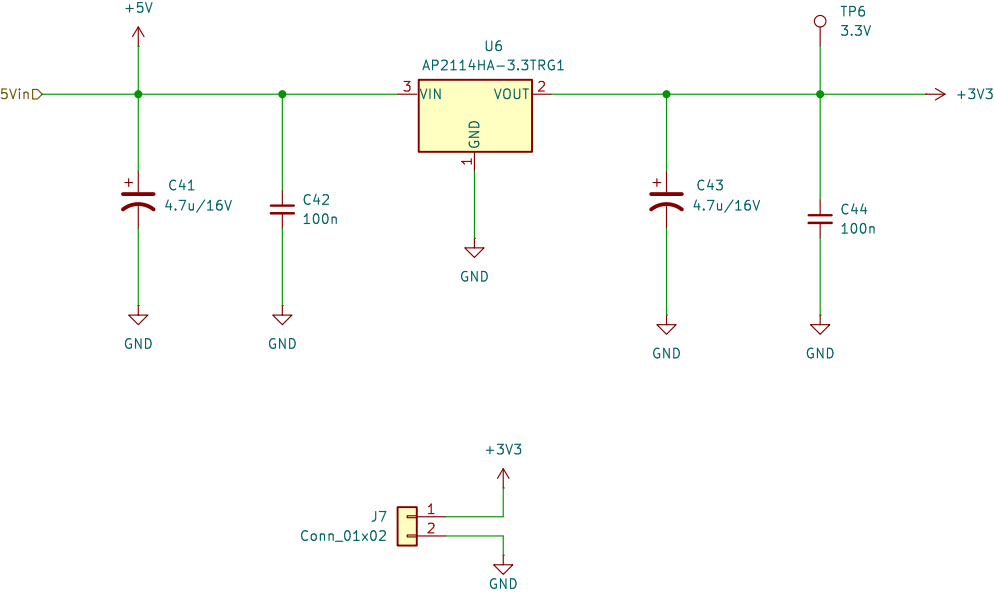 +5V
TP6
3.3V
U6
AP2114HA-3.3TRG1
5Vin
3
VIN
VOUT
2
+3V3
GND
1
+
C41
4.7u/16V
C42
100n
+
C43
4.7u/16V
C44
100n
GND
GND
GND
GND
GND
+3V3
J7
Conn_01x02
1
2
GND